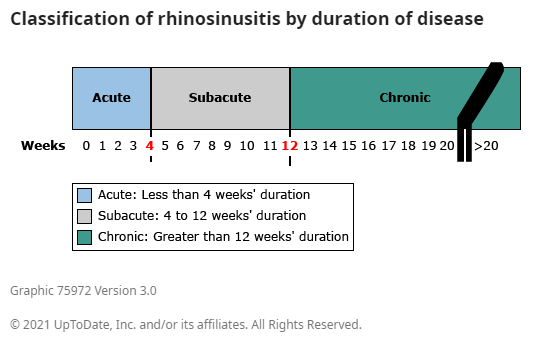 Classification of rhinosinusitis by duration of disease
Acute Subacute Chronic
Weeks 0 1 2 3 4 5 6 7 8 9 10 11 12 13 14 15 16 17 18 19 20 >20
Acute: Less than 4 weeks' duration
Subacute: 4 to 12 weeks' duration
Chronic: Greater than 12 weeks' duration
Graphic 75972 Version 3.0
© 2021 UpToDate, Inc. and/or its affiliates. All Rights Reserved.